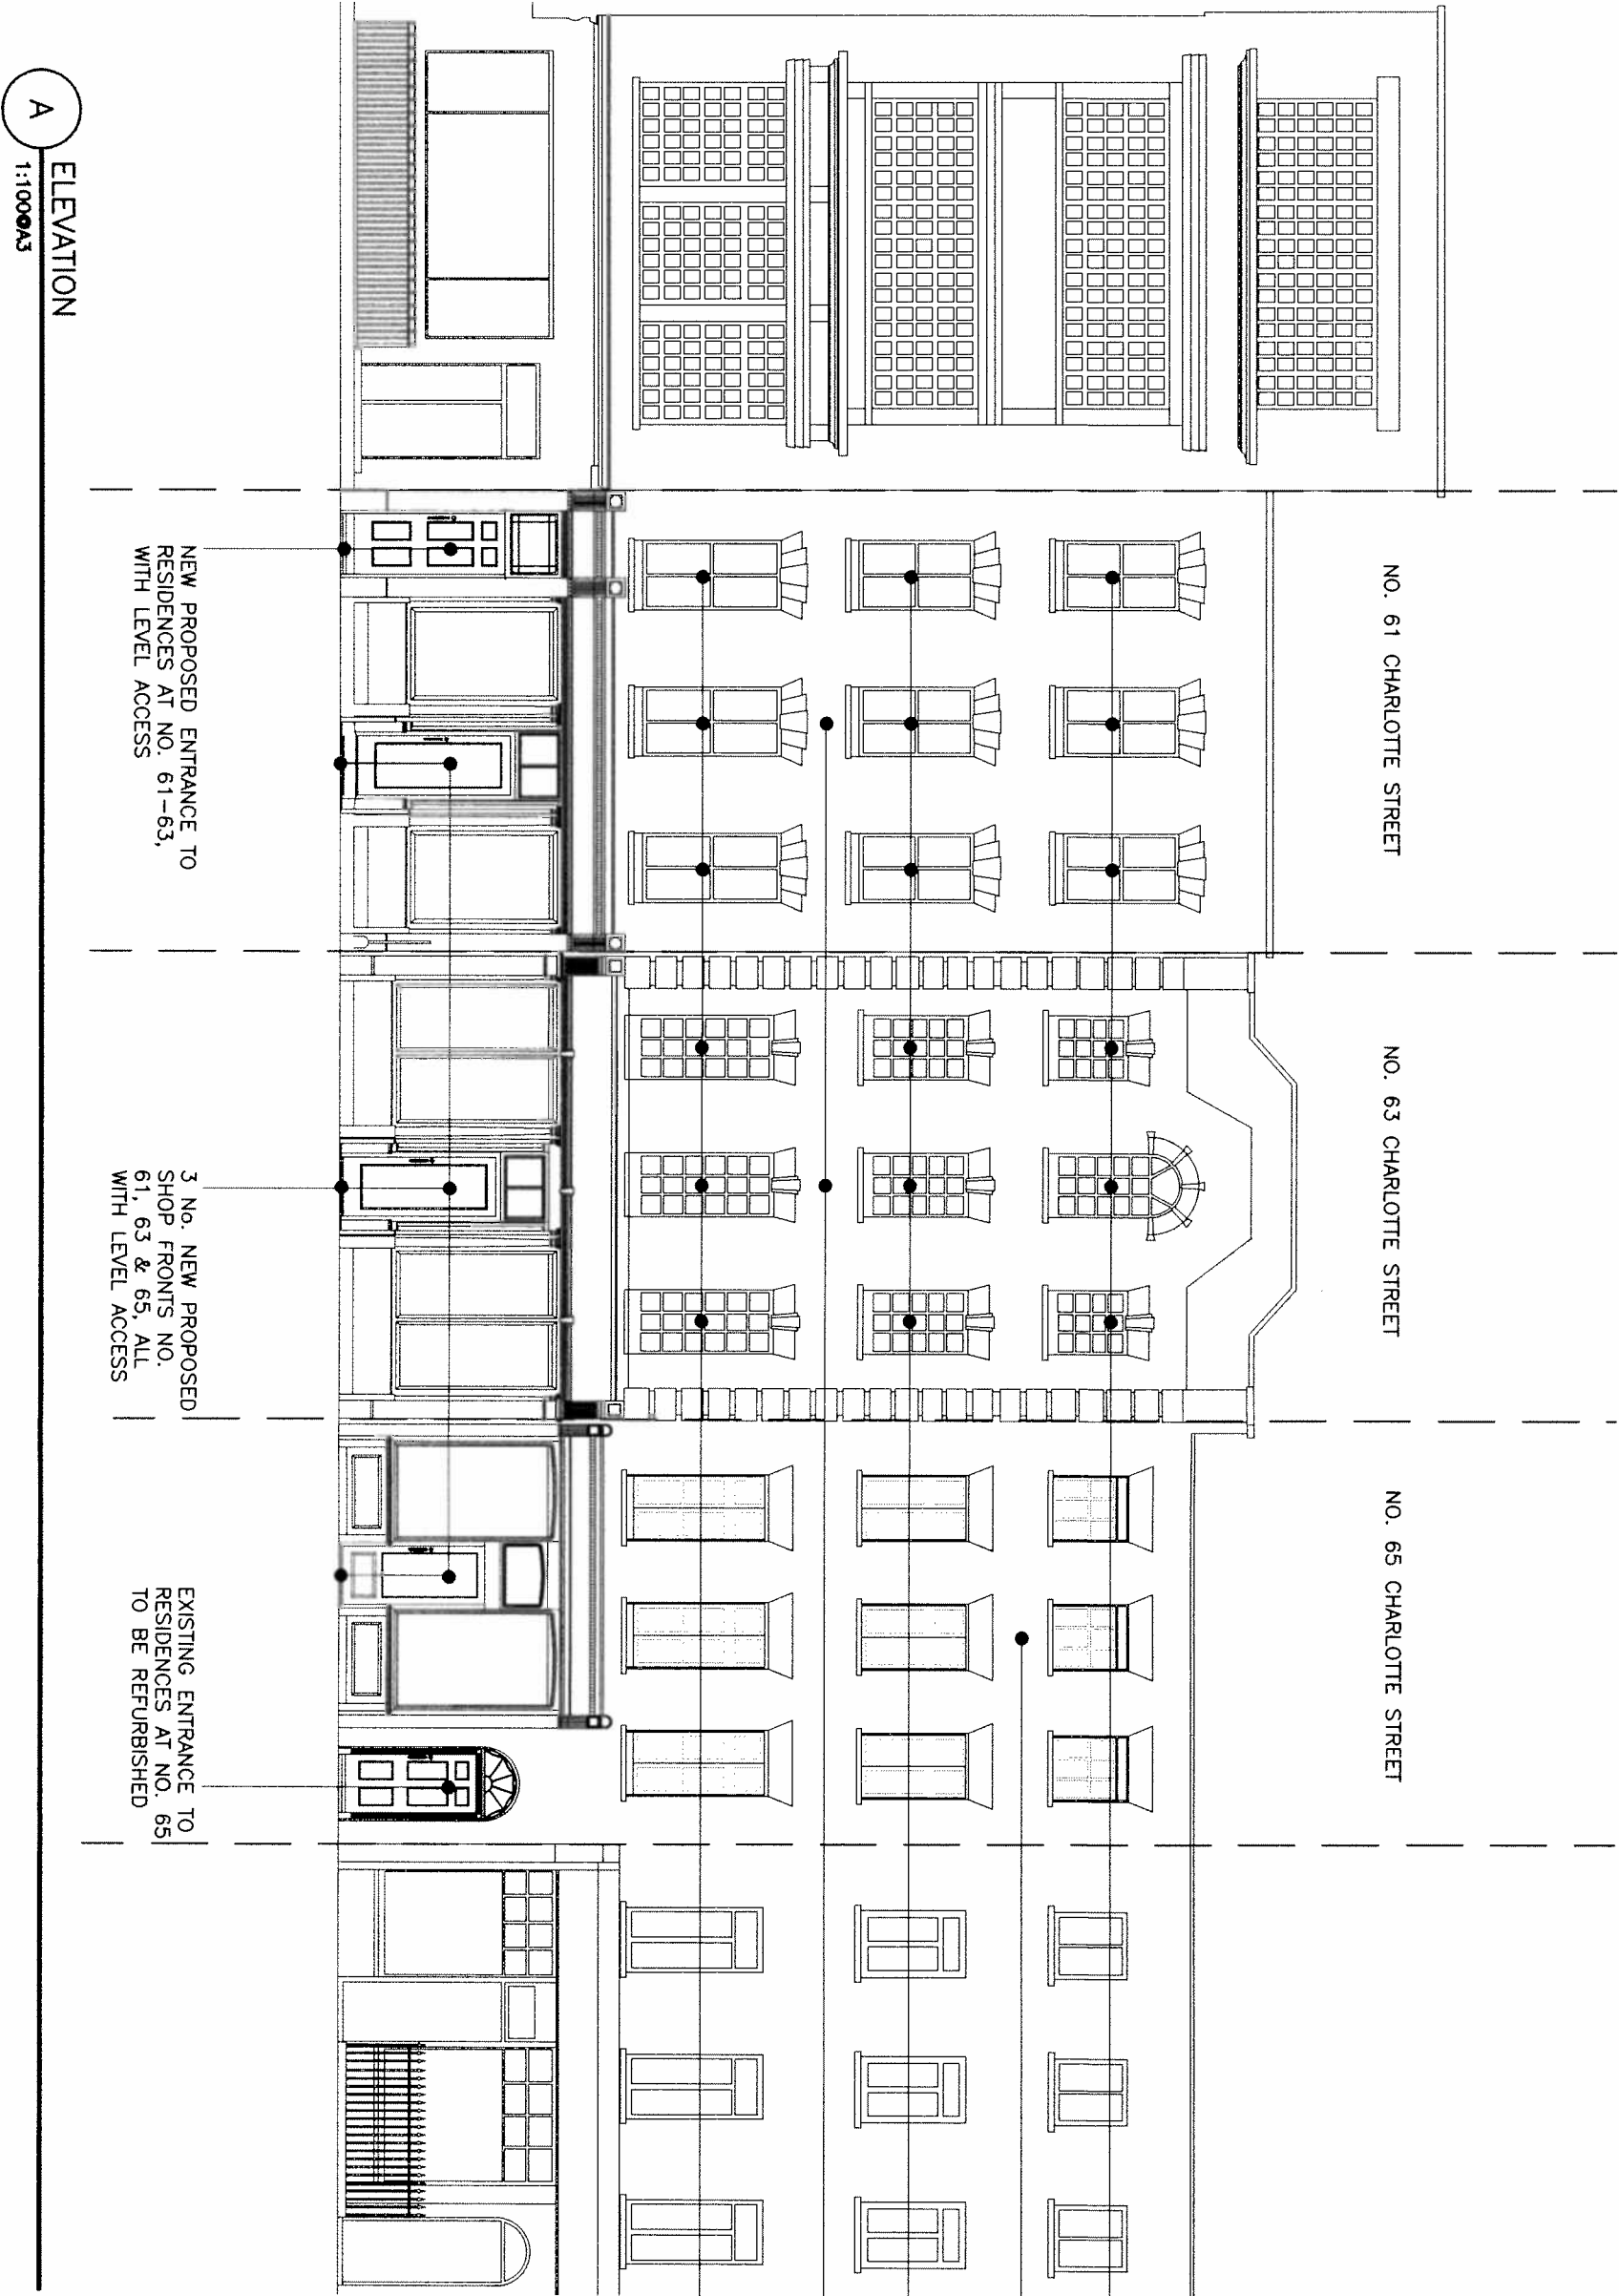 NO. 61 CHARLOTTE STREET
NO. 63 CHARLOTTE STREET
NO. 65 CHARLOTTE STREET
NEW PROPOSED ENTRANCE TO
RESIDENCES AT NO. 61-63,
WITH LEVEL ACCESS
3 No. NEW PROPOSED
SHOP FRONTS NO.
61, 63 & 65, ALL
WITH LEVEL ACCESS
EXISTING ENTRANCE TO
RESIDENCES AT NO. 65
TO BE REFURBISHED
A
ELEVATION
1:100@A3